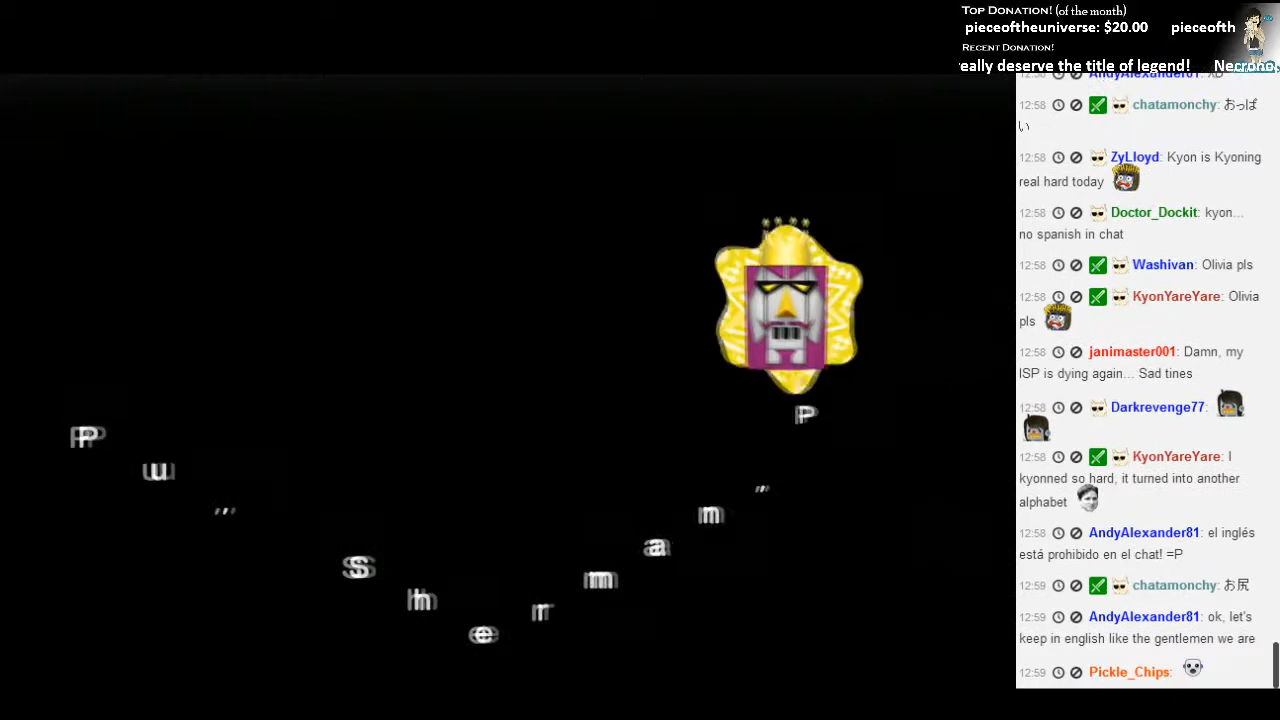 TOP DONATION! (of the month)
pieceoftheuniverse: $20.00 pieceofth
RECENT DONATION!
really deserve the title of legend! Necrono
AndyAlexander81: xD
12:58 chatamonchy: おっぱ
い
12:58 ZyLloyd: Kyon is Kyoning
real hard today
12:58 Doctor_Dockit: kyon...
no spanish in chat
12:58 Washivan: Olivia pls
12:58 KyonYareYare: Olivia
pls
12:58 janimaster001: Damn, my
ISP is dying again... Sad tines
12:58 Darkrevenge77:
12:58 KyonYareYare: I
kyonned so hard, it turned into another
alphabet
12:58 AndyAlexander81: el inglés
está prohibido en el chat! =P
12:59 chatamonchy: お尻
12:59 AndyAlexander81: ok, let's
keep in english like the gentlemen we are
12:59 Pickle_Chips:
P u " S h e r m a m " P